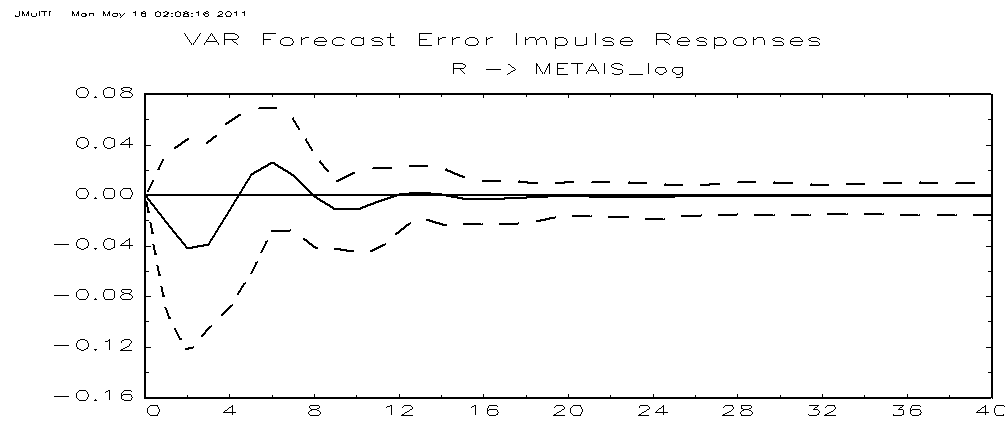 JMulTi Mon May 16 02:08:16 2011
VAR Forecast Error Impulse Responses
R -> METAIS_log
0.08
0.04
0.00
-0.04
-0.08
-0.12
-0.16
0 4 8 12 16 20 24 28 32 36 40